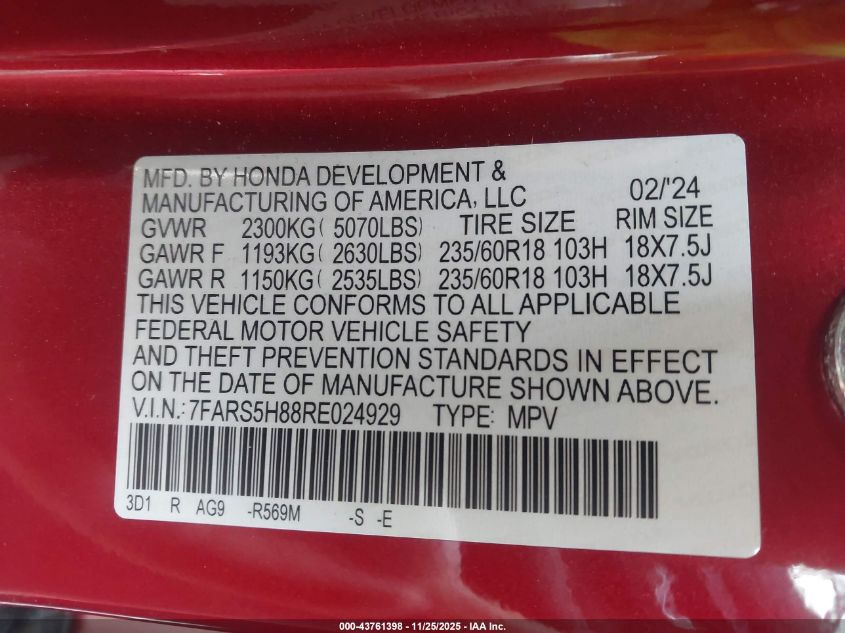 MFD. BY HONDA DEVELOPMENT &
MANUFACTURING OF AMERICA, LLC 02/'24
GVWR 2300KG( 5070LBS) TIRE SIZE RIM SIZE
GAWR F 1193KG( 2630LBS) 235/60R18 103H 18X7.5J
GAWR R 1150KG( 2535LBS) 235/60R18 103H 18X7.5J
THIS VEHICLE CONFORMS TO ALL APPLICABLE
FEDERAL MOTOR VEHICLE SAFETY
AND THEFT PREVENTION STANDARDS IN EFFECT
ON THE DATE OF MANUFACTURE SHOWN ABOVE.
V.I.N.: 7FARS5H88RE024929 TYPE: MPV
3D1 R AG9 -R569M -S -E
000-43761398 - 11/25/2025 - IAA Inc.